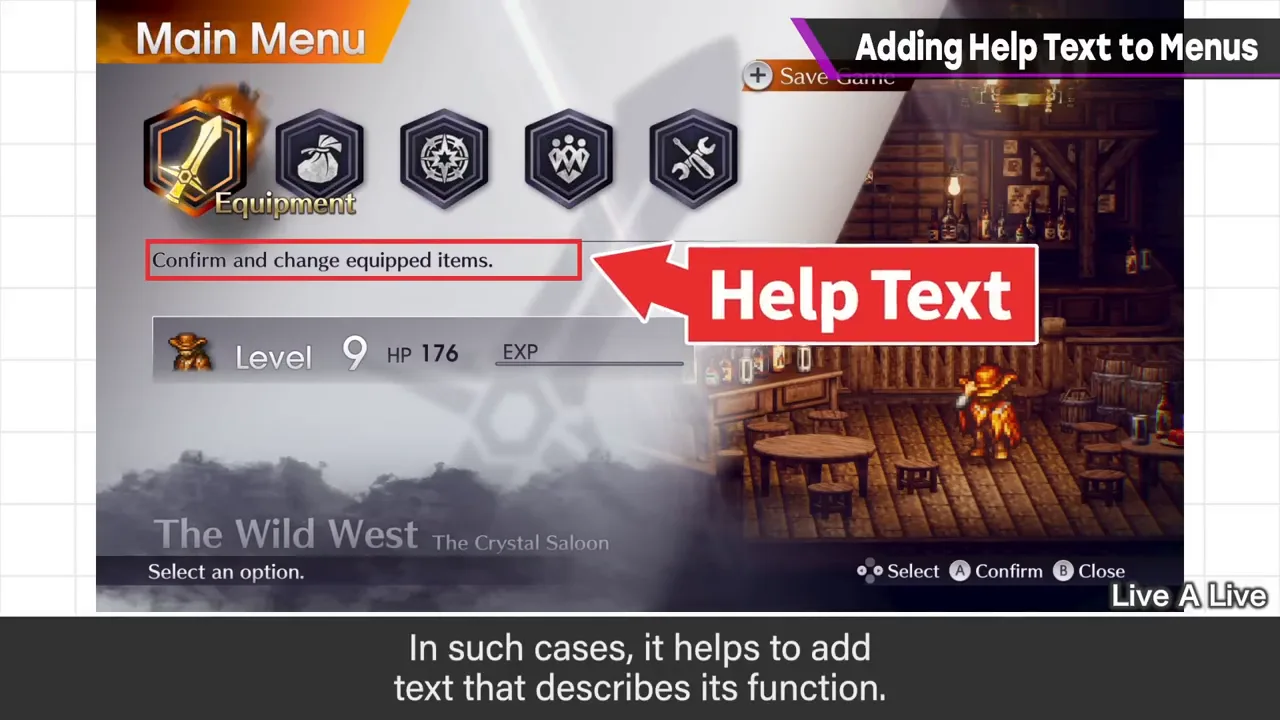 Main Menu
Adding Help Text to Menus
+ Save Game
Equipment
Confirm and change equipped items.
Help Text
Level 9 HP 176 EXP
The Wild West The Crystal Saloon
Select an option.
Select A Confirm B Close
Live A Live
In such cases, it helps to add
text that describes its function.